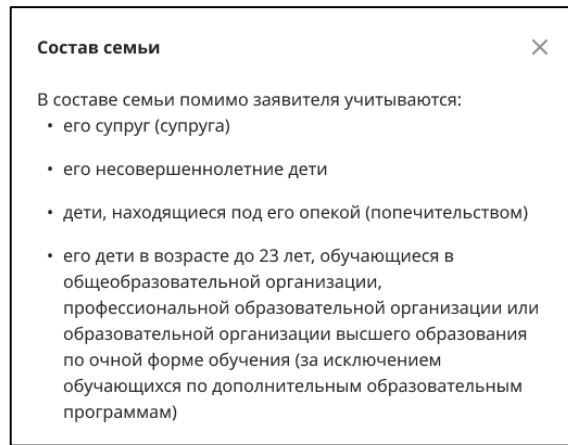 Состав семьи
В составе семьи помимо заявителя учитываются:
• его супруг (супруга)
• его несовершеннолетние дети
• дети, находящиеся под его опекой (попечительством)
• его дети в возрасте до 23 лет, обучающиеся в
общеобразовательной организации,
профессиональной образовательной организации или
образовательной организации высшего образования
по очной форме обучения (за исключением
обучающихся по дополнительным образовательным
программам)